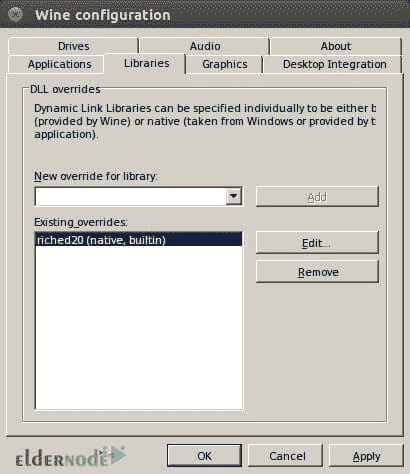 Wine configuration
Drives Audio About
Applications Libraries Graphics Desktop Integration
DLL overrides
Dynamic Link Libraries can be specified individually to be either b
(provided by Wine) or native (taken from Windows or provided by t
application).
New override for library:
Add
Existing overrides:
riched20 (native, builtin)
Edit...
Remove
ELDERNODE
OK Cancel Apply